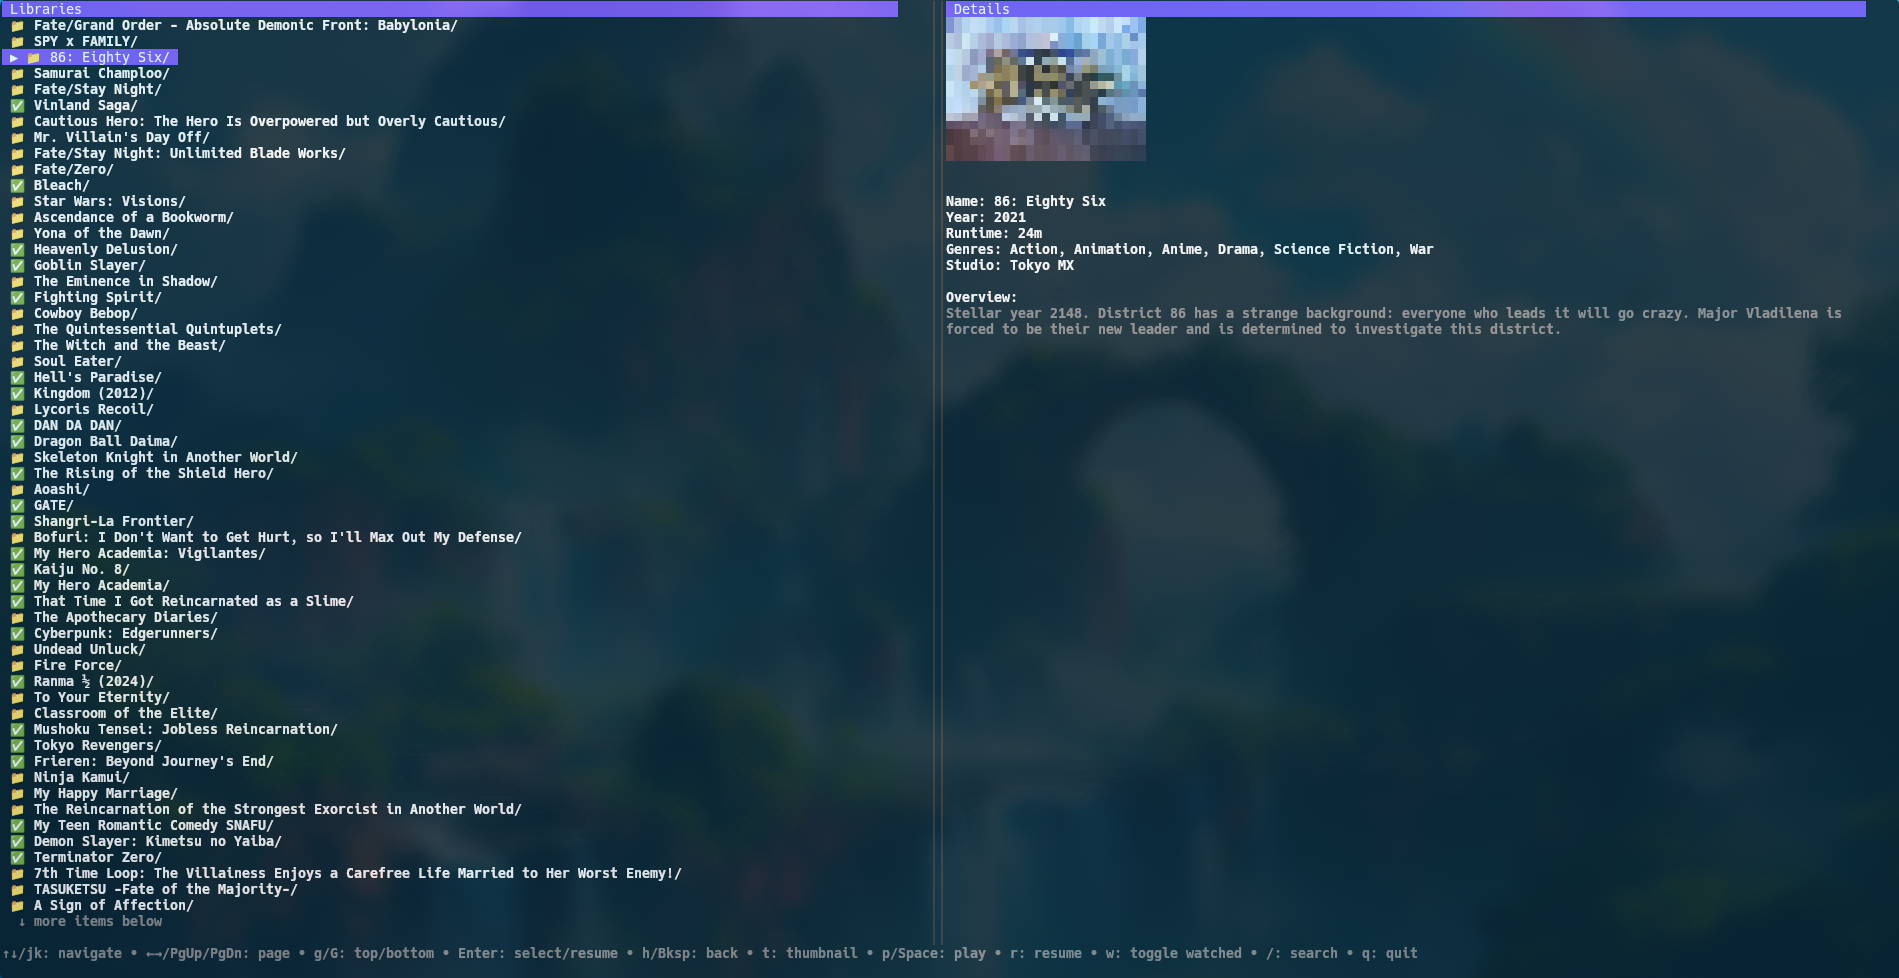 Libraries
Fate/Grand Order - Absolute Demonic Front: Babylonia/
SPY x FAMILY/
▶ 86: Eighty Six/
Samurai Champloo/
Fate/Stay Night/
Vinland Saga/
Cautious Hero: The Hero Is Overpowered but Overly Cautious/
Mr. Villain's Day Off/
Fate/Stay Night: Unlimited Blade Works/
Fate/Zero/
Bleach/
Star Wars: Visions/
Ascendance of a Bookworm/
Yona of the Dawn/
Heavenly Delusion/
Goblin Slayer/
The Eminence in Shadow/
Fighting Spirit/
Cowboy Bebop/
The Quintessential Quintuplets/
The Witch and the Beast/
Soul Eater/
Hell's Paradise/
Kingdom (2012)/
Lycoris Recoil/
DAN DA DAN/
Dragon Ball Daima/
Skeleton Knight in Another World/
The Rising of the Shield Hero/
Aoashi/
GATE/
Shangri-La Frontier/
Bofuri: I Don't Want to Get Hurt, so I'll Max Out My Defense/
My Hero Academia: Vigilantes/
Kaiju No. 8/
My Hero Academia/
That Time I Got Reincarnated as a Slime/
The Apothecary Diaries/
Cyberpunk: Edgerunners/
Undead Unluck/
Fire Force/
Ranma ½ (2024)/
To Your Eternity/
Classroom of the Elite/
Mushoku Tensei: Jobless Reincarnation/
Tokyo Revengers/
Frieren: Beyond Journey's End/
Ninja Kamui/
My Happy Marriage/
The Reincarnation of the Strongest Exorcist in Another World/
My Teen Romantic Comedy SNAFU/
Demon Slayer: Kimetsu no Yaiba/
Terminator Zero/
7th Time Loop: The Villainess Enjoys a Carefree Life Married to Her Worst Enemy!/
TASUKETSU -Fate of the Majority-/
A Sign of Affection/
↓ more items below
Details
Name: 86: Eighty Six
Year: 2021
Runtime: 24m
Genres: Action, Animation, Anime, Drama, Science Fiction, War
Studio: Tokyo MX
Overview:
Stellar year 2148. District 86 has a strange background: everyone who leads it will go crazy. Major Vladilena is
forced to be their new leader and is determined to investigate this district.
↑↓/jk: navigate • ←→/PgUp/PgDn: page • g/G: top/bottom • Enter: select/resume • h/Bksp: back • t: thumbnail • p/Space: play • r: resume • w: toggle watched • /: search • q: quit